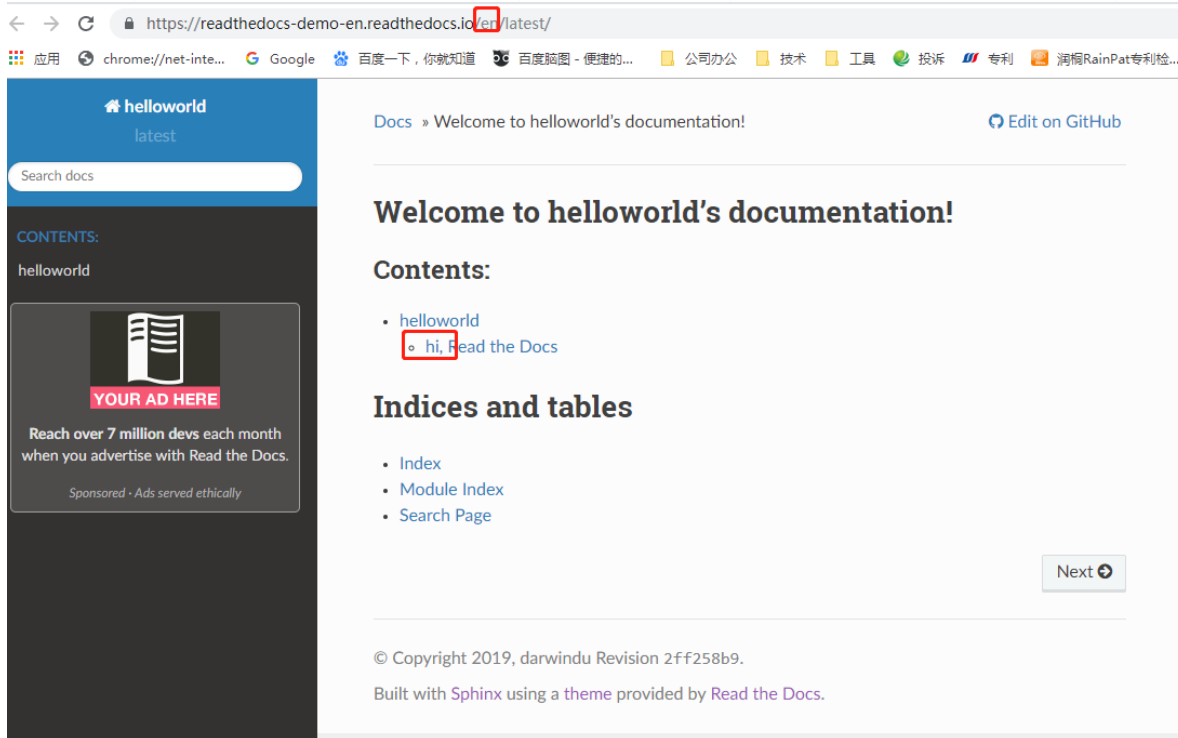 https://readthedocs-demo-en.readthedocs.io/en/latest/
应用 chrome://net-inte... Google 百度一下，你就知道 百度脑图 - 便捷的... 公司办公 技术 工具 投诉 专利 润桐RainPat专利检...
helloworld
latest
Search docs
CONTENTS:
helloworld
YOUR AD HERE
Reach over 7 million devs each month
when you advertise with Read the Docs.
Sponsored · Ads served ethically
Docs » Welcome to helloworld’s documentation!
Edit on GitHub
Welcome to helloworld’s documentation!
Contents:
helloworld
hi, Read the Docs
Indices and tables
Index
Module Index
Search Page
Next
© Copyright 2019, darwindu Revision 2ff258b9.
Built with Sphinx using a theme provided by Read the Docs.